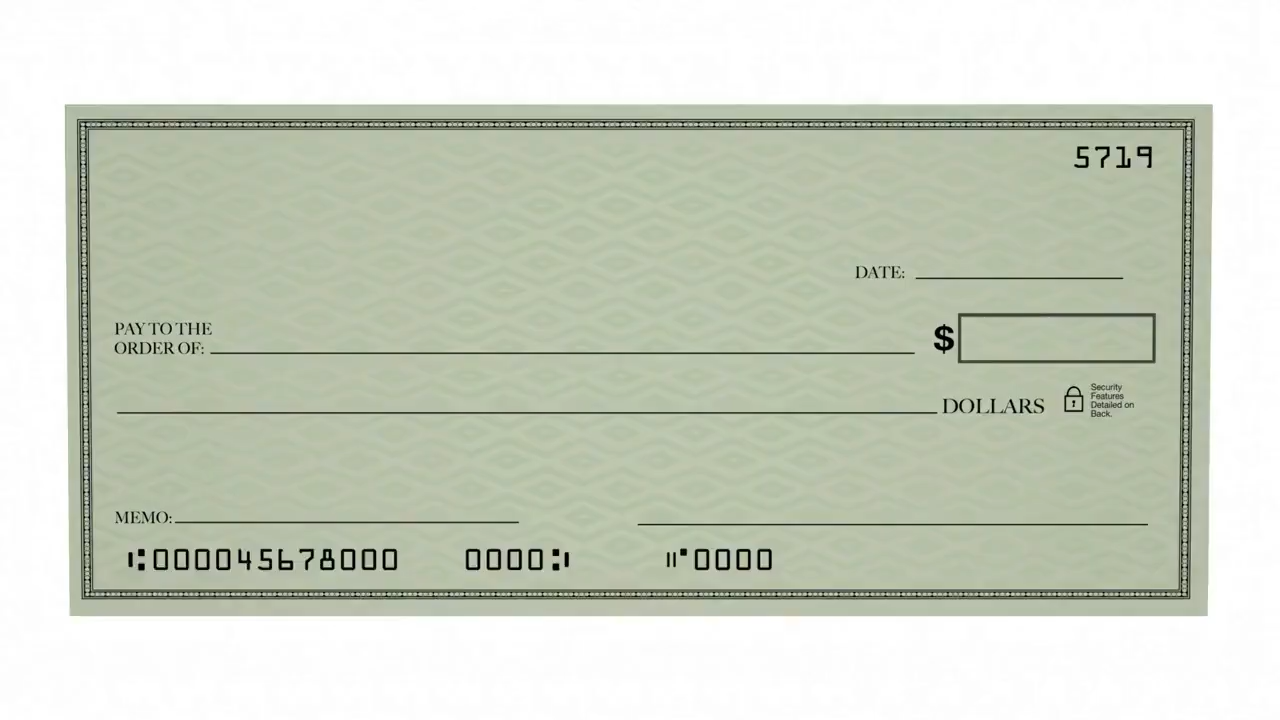 5719
DATE:
PAY TO THE
ORDER OF:
$
DOLLARS
Security
Features
Detailed on
Back.
MEMO:
⑆000045678000 0000⑆ ⑈0000